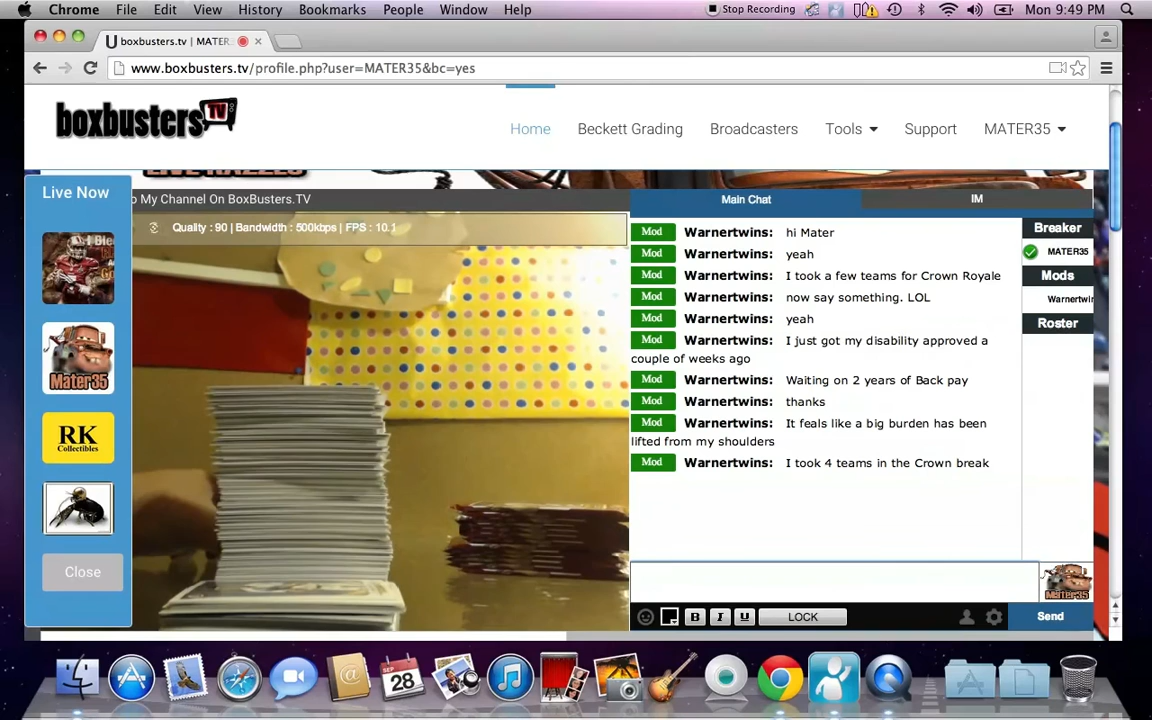 Chrome File Edit View History Bookmarks People Window Help Stop Recording Mon 9:49 PM
boxbusters.tv | MATER
www.boxbusters.tv/profile.php?user=MATER35&bc=yes
boxbusters TV
Home Beckett Grading Broadcasters Tools Support MATER35
Live Now
Mater35
RK
Collectibles
Close
o My Channel On BoxBusters.TV
Quality : 90 | Bandwidth : 500kbps | FPS : 10.1
Main Chat IM
Mod Warnertwins: hi Mater
Mod Warnertwins: yeah
Mod Warnertwins: I took a few teams for Crown Royale
Mod Warnertwins: now say something. LOL
Mod Warnertwins: yeah
Mod Warnertwins: I just got my disability approved a
couple of weeks ago
Mod Warnertwins: Waiting on 2 years of Back pay
Mod Warnertwins: thanks
Mod Warnertwins: It feals like a big burden has been
lifted from my shoulders
Mod Warnertwins: I took 4 teams in the Crown break
Breaker
MATER35
Mods
Warnertwin
Roster
Mater35
B I U LOCK Send
SEP
28